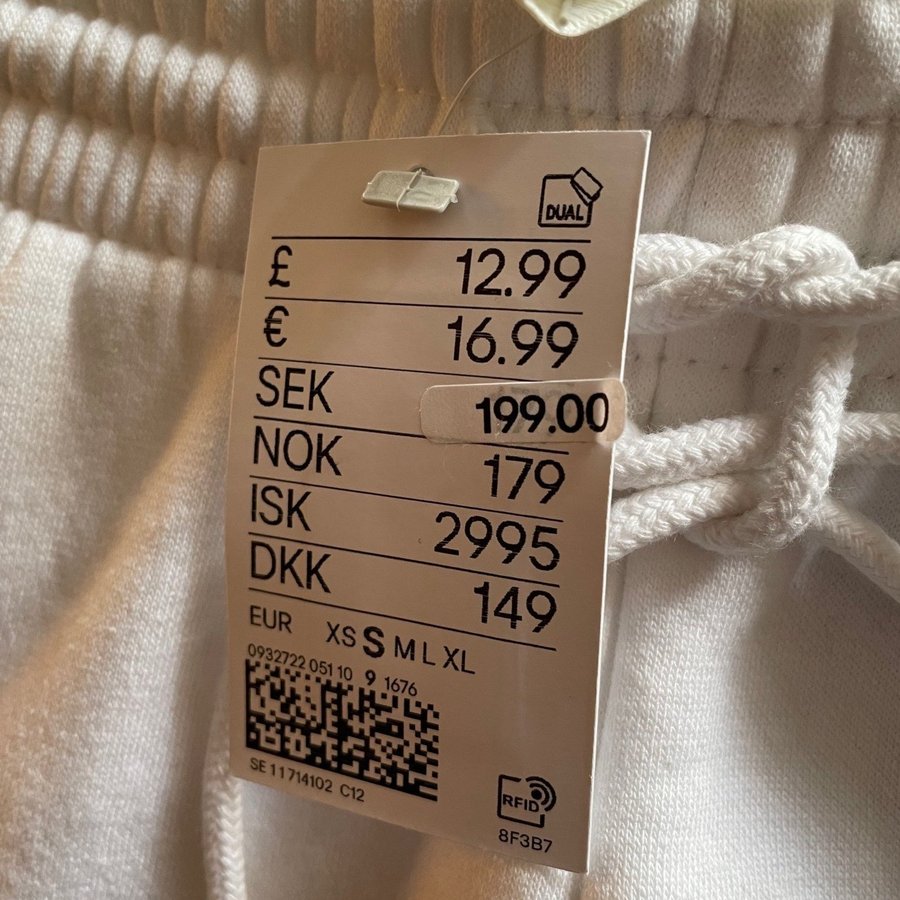 DUAL
£ 12.99
€ 16.99
SEK 199.00
NOK 179
ISK 2995
DKK 149
EUR XS S M L XL
0932722 051 10 9 1676
SE 11714102 C12
RFID
8F3B7